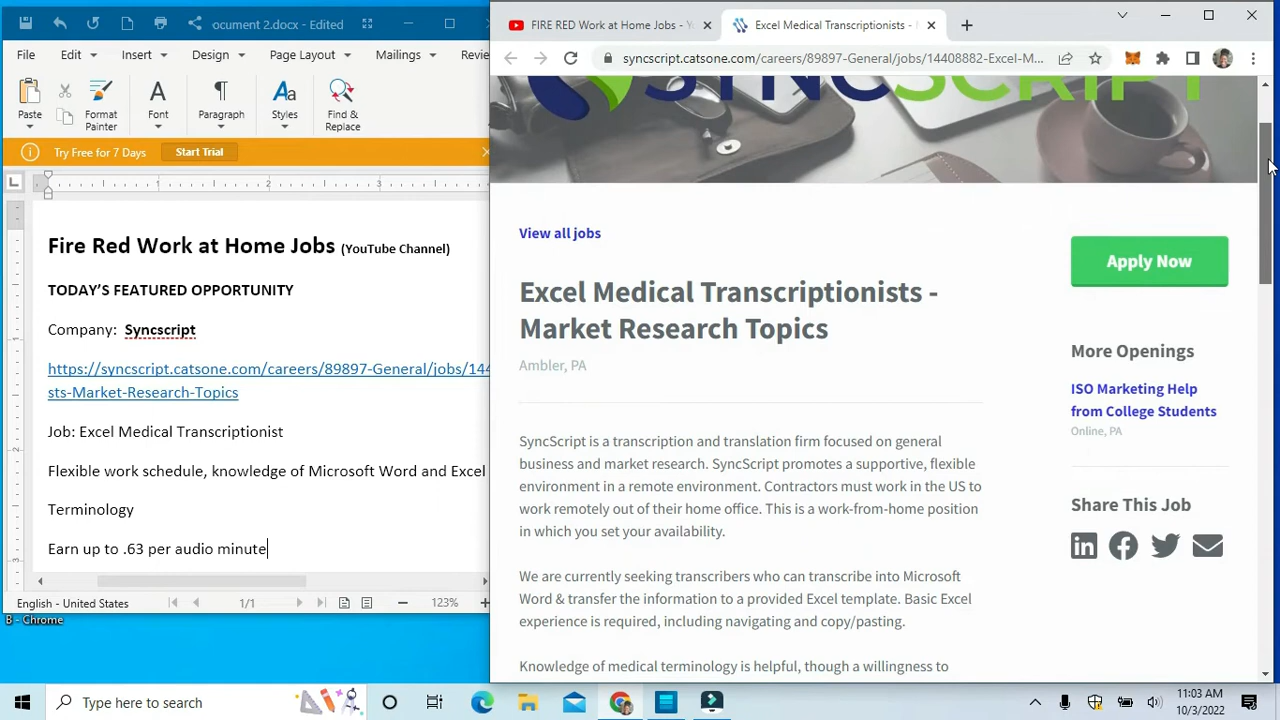 ocument 2.docx - Edited
File
Edit
Insert
Design
Page Layout
Mailings
Paste
Format
Painter
Font
Paragraph
Styles
Find &
Replace
Try Free for 7 Days
Start Trial
1
2
3
Fire Red Work at Home Jobs (YouTube Channel)
TODAY'S FEATURED OPPORTUNITY
Company: Syncscript
https://syncscript.catsone.com/careers/89897-General/jobs/144
sts-Market-Research-Topics
Job: Excel Medical Transcriptionist
Flexible work schedule, knowledge of Microsoft Word and Excel
Terminology
Earn up to .63 per audio minute
English - United States
1/1
123%
B - Chrome
FIRE RED Work at Home Jobs - Y
Excel Medical Transcriptionists -
syncscript.catsone.com/careers/89897-General/jobs/14408882-Excel-M...
SYNCSCRIPT
View all jobs
Excel Medical Transcriptionists -
Market Research Topics
Ambler, PA
SyncScript is a transcription and translation firm focused on general
business and market research. SyncScript promotes a supportive, flexible
environment in a remote environment. Contractors must work in the US to
work remotely out of their home office. This is a work-from-home position
in which you set your availability.
We are currently seeking transcribers who can transcribe into Microsoft
Word & transfer the information to a provided Excel template. Basic Excel
experience is required, including navigating and copy/pasting.
Knowledge of medical terminology is helpful, though a willingness to
Apply Now
More Openings
ISO Marketing Help
from College Students
Online, PA
Share This Job
Type here to search
11:03 AM
10/3/2022